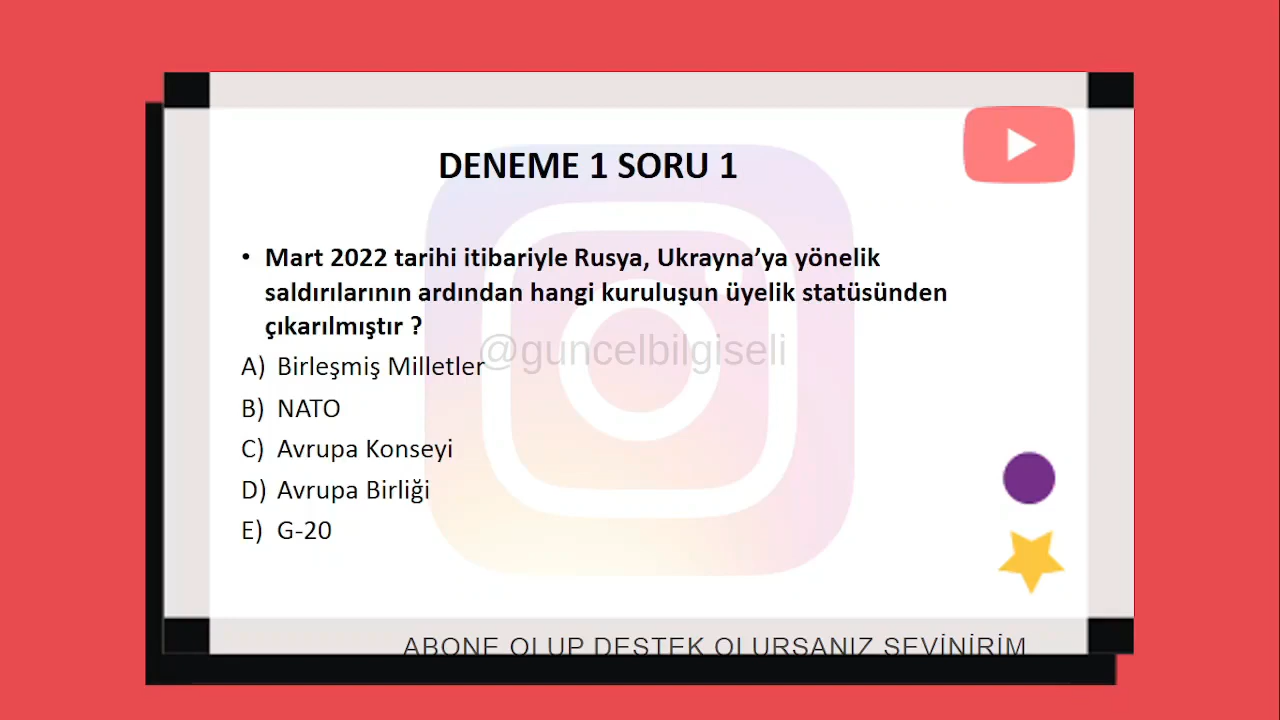 DENEME 1 SORU 1
• Mart 2022 tarihi itibariyle Rusya, Ukrayna’ya yönelik
saldırılarının ardından hangi kuruluşun üyelik statüsünden
çıkarılmıştır ?
@guncelbilgiseli
A) Birleşmiş Milletler
B) NATO
C) Avrupa Konseyi
D) Avrupa Birliği
E) G-20
ABONE OLUP DESTEK OLURSANIZ SEVİNİRİM